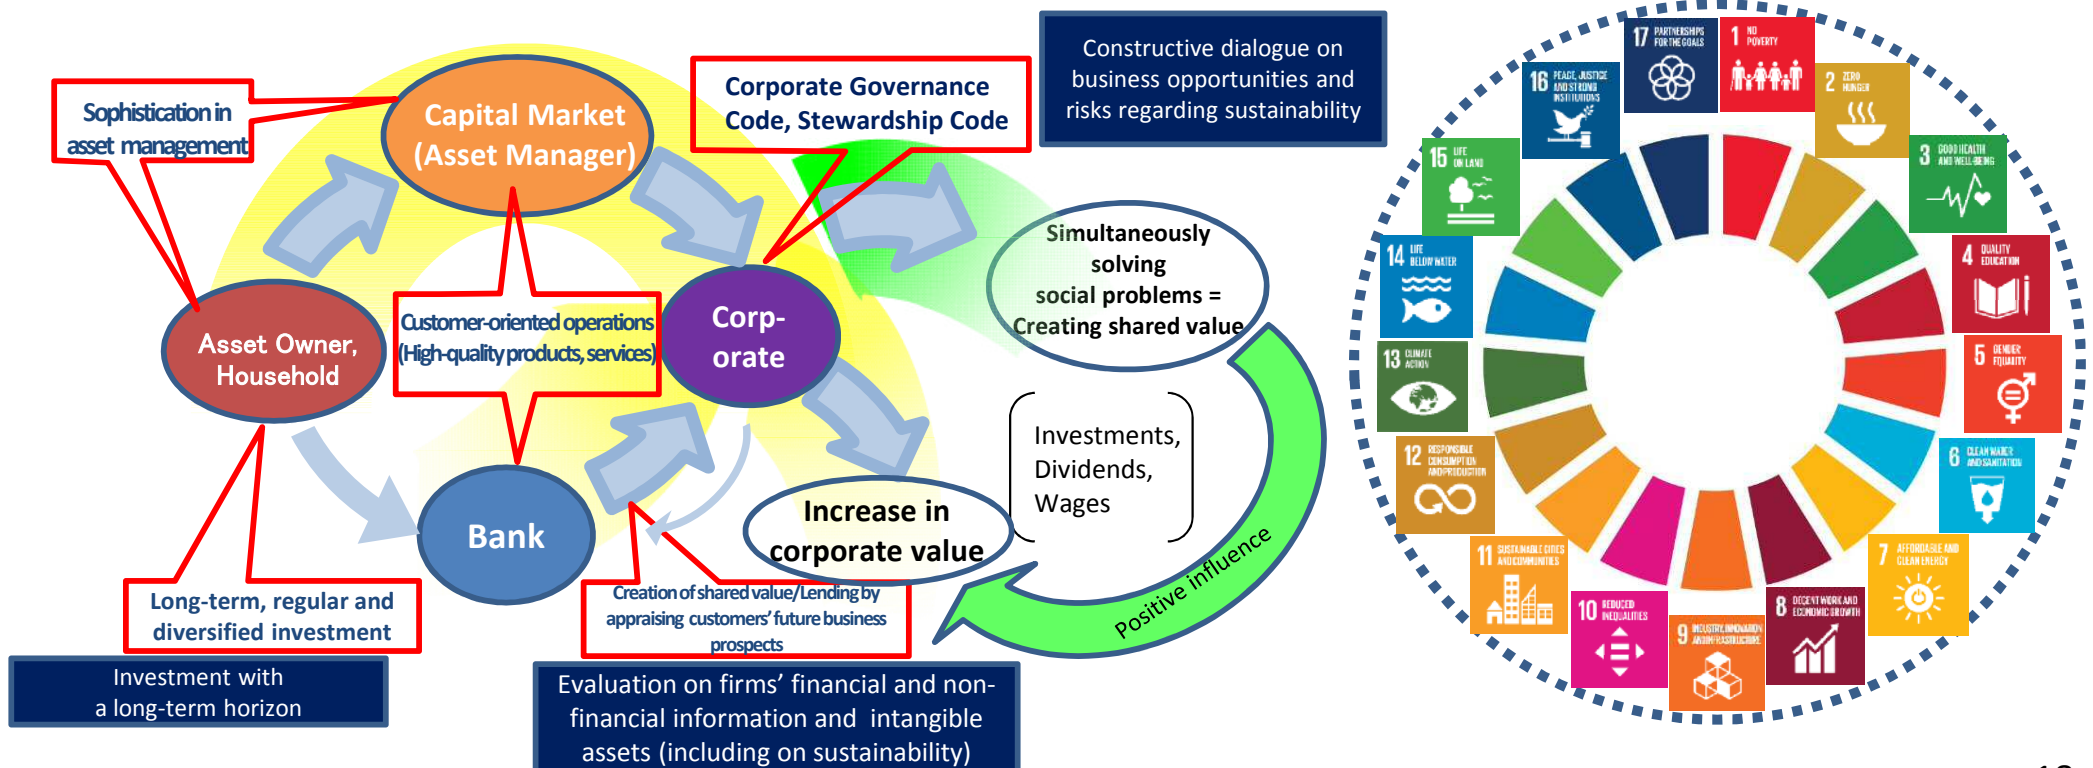 Sophistication in
asset management
Capital Market
(Asset Manager)
Corporate Governance
Code, Stewardship Code
Constructive dialogue on
business opportunities and
risks regarding sustainability
Asset Owner,
Household
Customer-oriented operations
(High-quality products, services)
Corp-
orate
Simultaneously
solving
social problems =
Creating shared value
Investments,
Dividends,
Wages
Bank
Increase in
corporate value
Positive influence
Long-term, regular and
diversified investment
Creation of shared value/Lending by
appraising customers' future business
prospects
Investment with
a long-term horizon
Evaluation on firms' financial and non-
financial information and intangible
assets (including on sustainability)
1 NO
POVERTY
2 ZERO
HUNGER
3 GOOD HEALTH
AND WELL-BEING
4 QUALITY
EDUCATION
5 GENDER
EQUALITY
6 CLEAN WATER
AND SANITATION
7 AFFORDABLE AND
CLEAN ENERGY
8 DECENT WORK AND
ECONOMIC GROWTH
9 INDUSTRY, INNOVATION
AND INFRASTRUCTURE
10 REDUCED
INEQUALITIES
11 SUSTAINABLE CITIES
AND COMMUNITIES
12 RESPONSIBLE
CONSUMPTION
AND PRODUCTION
13 CLIMATE
ACTION
14 LIFE
BELOW WATER
15 LIFE
ON LAND
16 PEACE, JUSTICE
AND STRONG
INSTITUTIONS
17 PARTNERSHIPS
FOR THE GOALS